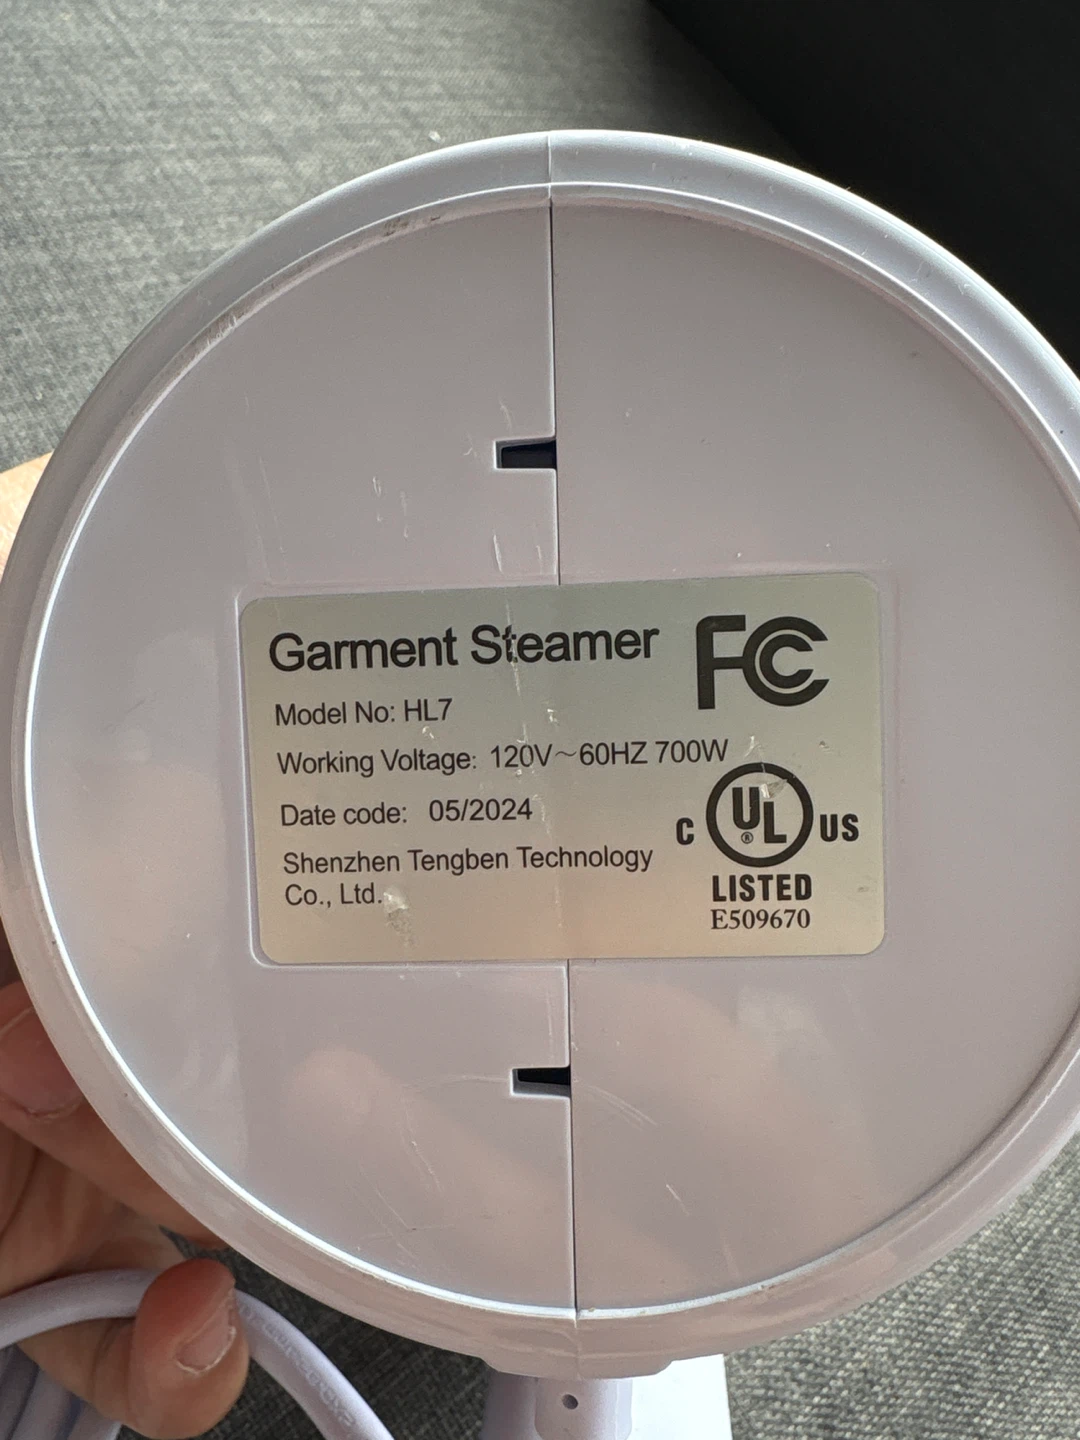 Garment Steamer
FC
Model No: HL7
Working Voltage: 120V~60HZ 700W
Date code: 05/2024
Shenzhen Tengben Technology
Co., Ltd.
C UL® US
LISTED
E509670